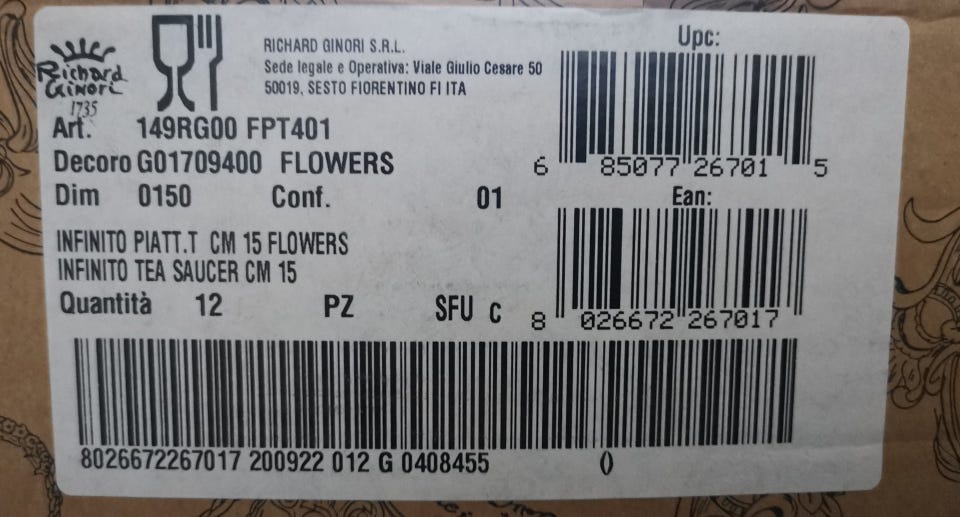 Richard
Ginori
1735
RICHARD GINORI S.R.L.
Sede legale e Operativa: Viale Giulio Cesare 50
50019, SESTO FIORENTINO FI ITA
Upc:
6 85077 26701 5
Art. 149RG00 FPT401
Decoro G01709400 FLOWERS
Dim 0150 Conf. 01
Ean:
8 026672 267017
INFINITO PIATT.T CM 15 FLOWERS
INFINITO TEA SAUCER CM 15
Quantità 12 PZ SFU C
8026672267017 200922 012 G 0408455 ()